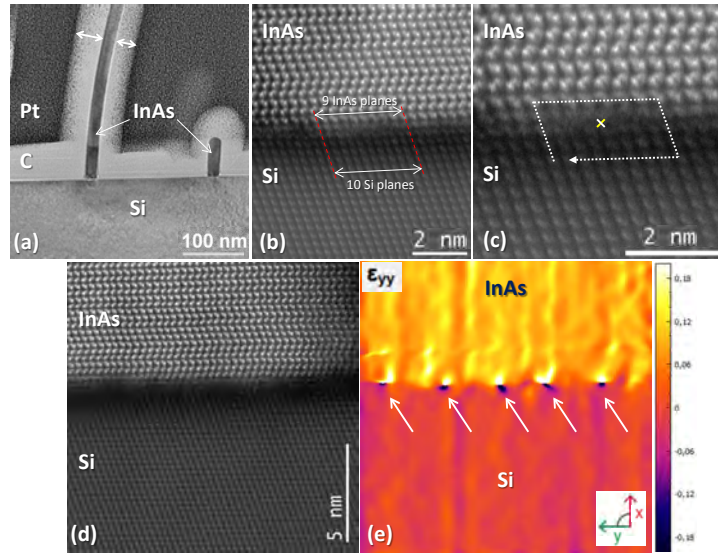 Pt
InAs
C
Si
(a)
100 nm
InAs
9 InAs planes
Si
10 Si planes
(b)
2 nm
InAs
Si
(c)
2 nm
InAs
Si
(d)
5 nm
εyy
InAs
Si
(e)
x
y
0,18
0,12
0,06
0
-0,06
-0,12
-0,18